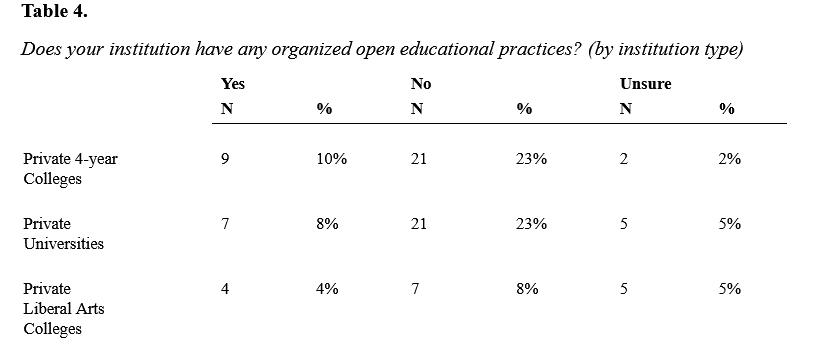 Table 4.
Does your institution have any organized open educational practices? (by institution type)
Yes No Unsure
N % N % N %
Private 4-year 9 10% 21 23% 2 2%
Colleges
Private 7 8% 21 23% 5 5%
Universities
Private 4 4% 7 8% 5 5%
Liberal Arts
Colleges